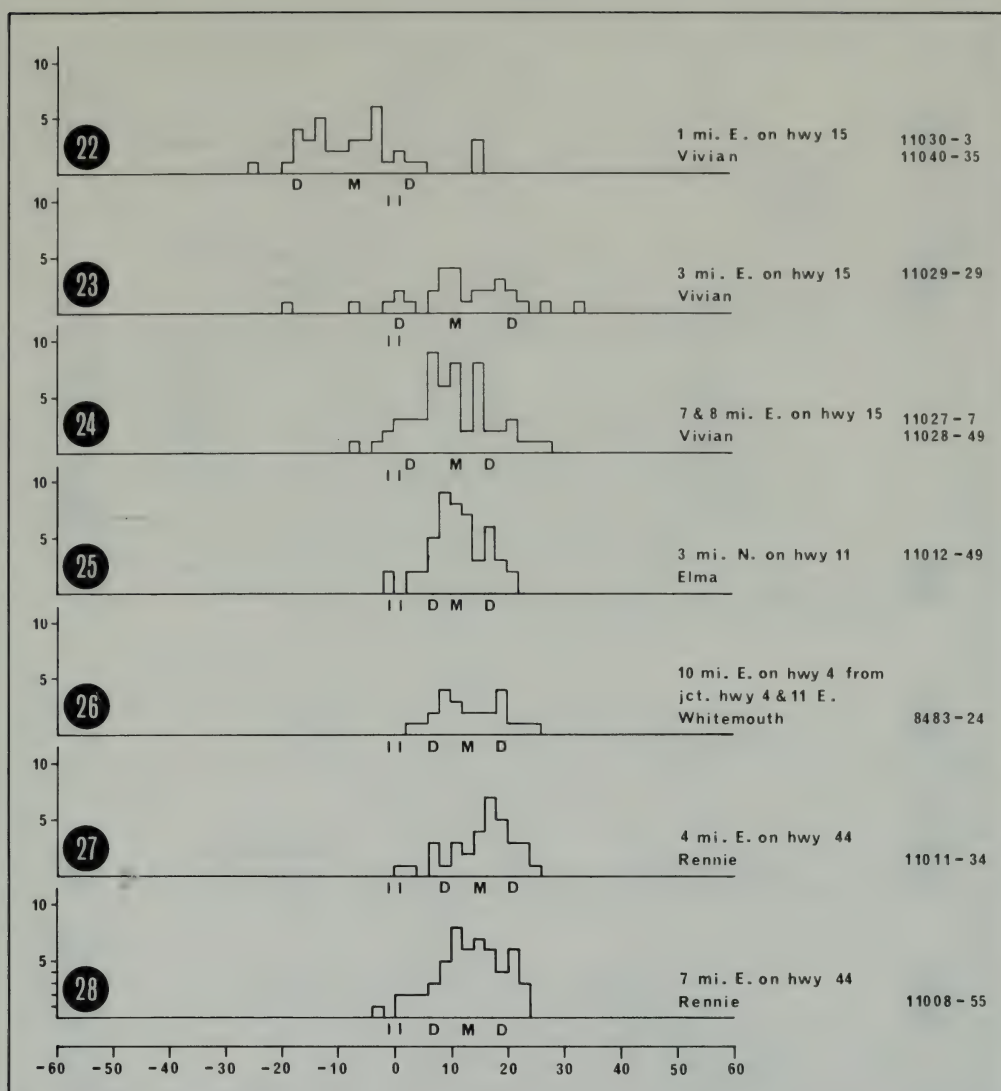 10
5
22
1 mi. E. on hwy 15 11030-3
Vivian 11040-35
D M D
I I
10
5
23
3 mi. E. on hwy 15 11029-29
Vivian
D M D
I I
10
5
24
7 & 8 mi. E. on hwy 15 11027-7
Vivian 11028-49
D M D
I I
10
5
25
3 mi. N. on hwy 11 11012-49
Elma
I I D M D
10
5
26
10 mi. E. on hwy 4 from
jct. hwy 4 & 11 E.
Whitemouth 8483-24
I I D M D
10
5
27
4 mi. E. on hwy 44
Rennie 11011-34
I I D M D
10
5
28
7 mi. E. on hwy 44
Rennie 11008-55
I I D M D
-60 -50 -40 -30 -20 -10 0 10 20 30 40 50 60